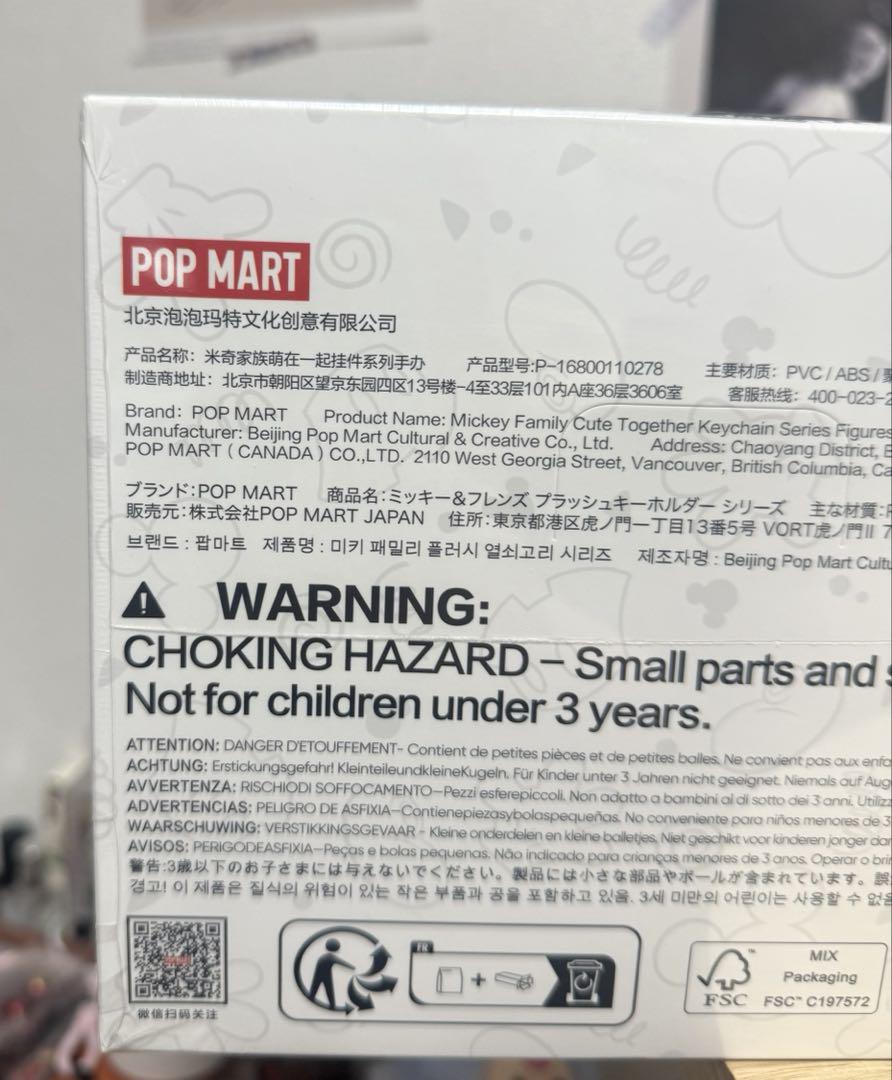 POP MART
北京泡泡玛特文化创意有限公司
产品名称：米奇家族萌在一起挂件系列手办 产品型号:P-16800110278 主要材质：PVC / ABS /
制造商地址：北京市朝阳区望京东园四区13号楼-4至33层101内A座36层3606室 客服热线：400-023-2
Brand: POP MART Product Name: Mickey Family Cute Together Keychain Series Figures
Manufacturer: Beijing Pop Mart Cultural & Creative Co., Ltd. Address: Chaoyang District,
POP MART ( CANADA ) CO.,LTD. 2110 West Georgia Street, Vancouver, British Columbia, Ca
ブランド:POP MART 商品名:ミッキー&フレンズ プラッシュキーホルダー シリーズ 主な材質:
販売元:株式会社POP MART JAPAN 住所:東京都港区虎ノ門一丁目13番5号 VORT虎ノ門II 7
브랜드 : 팝마트 제품명 : 미키 패밀리 플러시 열쇠고리 시리즈 제조자명 : Beijing Pop Mart Cultu
WARNING:
CHOKING HAZARD – Small parts and s
Not for children under 3 years.
ATTENTION: DANGER D'ETOUFFEMENT- Contient de petites pièces et de petites balles. Ne convient pas aux enfa
ACHTUNG: Erstickungsgefahr! KleinteileundkleineKugeln. Für Kinder unter 3 Jahren nicht geeignet. Niemals auf Aug
AVVERTENZA: RISCHIODI SOFFOCAMENTO—Pezzi esferepiccoli. Non adatto a bambini al di sotto dei 3 anni. Utiliz
ADVERTENCIAS: PELIGRO DE ASFIXIA—Contienepiezasybolaspequeñas. No conveniente para niños menores de 3
WAARSCHUWING: VERSTIKKINGSGEVAAR - Kleine onderdelen en kleine balletjes. Niet geschikt voor kinderen jonger dan
AVISOS: PERIGODEASFIXIA—Peças e bolas pequenas. Não indicado para crianças menores de 3 anos. Operar o bri
警告:3歳以下のお子さまには与えないでください。製品には小さな部品やボールが含まれています。誤
경고! 이 제품은 질식의 위험이 있는 작은 부품과 공을 포함하고 있음. 3세 미만의 어린이는 사용할 수 없음
微信扫码关注
FR
+
FSC™
MIX
Packaging
FSC™ C197572